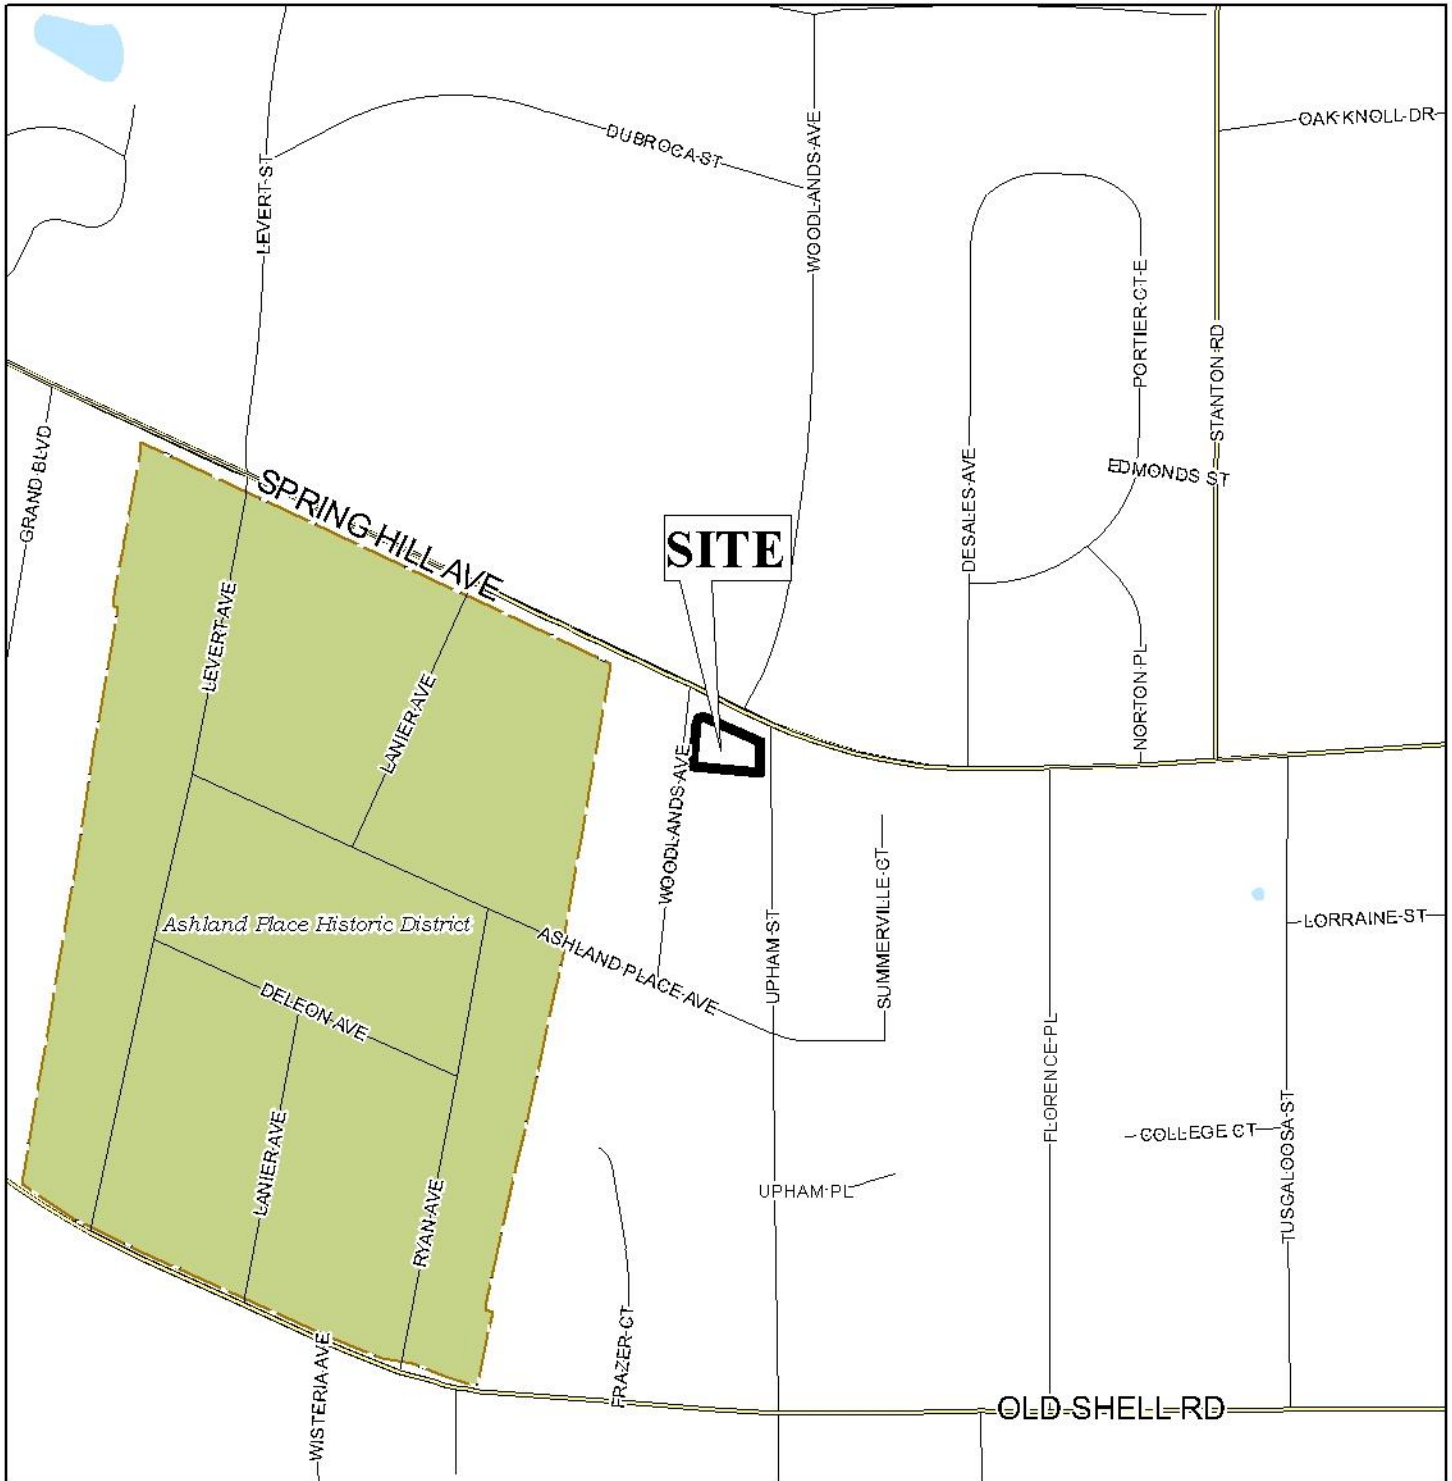 OAK KNOLL DR
DUBROCA ST
WOODLANDS AVE
LEVERT ST
PORTIER CT E
STANTON RD
GRAND BLVD
SPRING HILL AVE
EDMONDS ST
DESALES AVE
SITE
LEVERT AVE
LANIER AVE
NORTON PL
WOODLANDS AVE
SUMMERVILLE CT
Ashland Place Historic District
ASHLAND PLACE AVE
UPHAM ST
LORRAINE ST
DELEON AVE
FLORENCE PL
COLLEGE CT
TUSCALOOSA ST
LANIER AVE
RYAN AVE
UPHAM PL
FRAZER CT
WISTERIA AVE
OLD SHELL RD